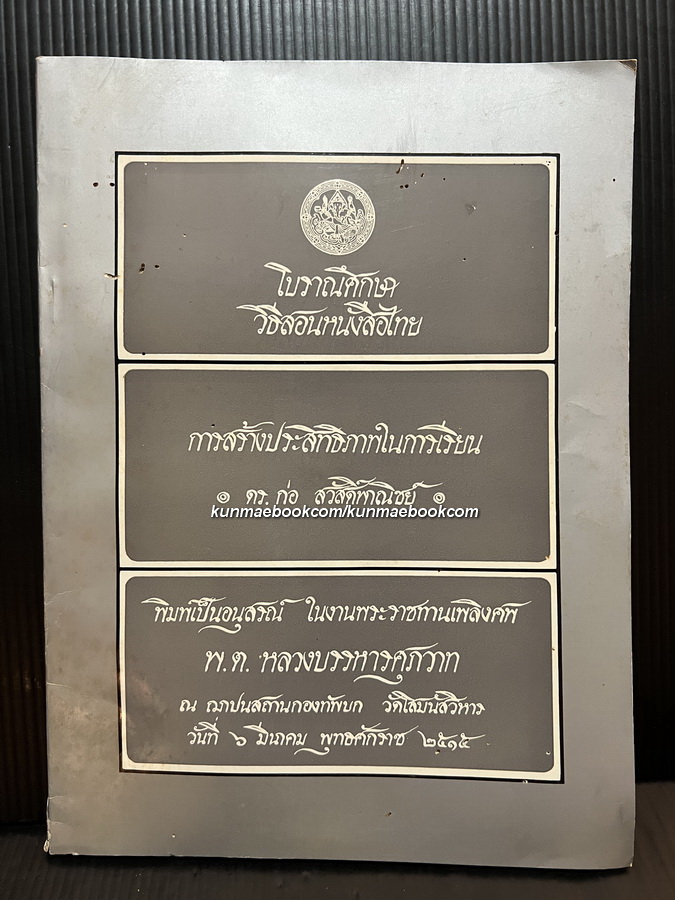 โบราณศึกษา
วิธีสอนหนังสือไทย
การสร้างประสิทธิภาพในการเรียน
๏ ดร. ก่อ สวัสดิ์พาณิชย์ ๏
kunmaebookcom/kunmaebookcom
พิมพ์เป็นอนุสรณ์ ในงานพระราชทานเพลิงศพ
พ.ต. หลวงบรรหารศุภวาท
ณ ฌาปนสถานกองทัพบก วัดโสมนัสวิหาร
วันที่ ๖ มีนาคม พุทธศักราช ๒๕๑๕